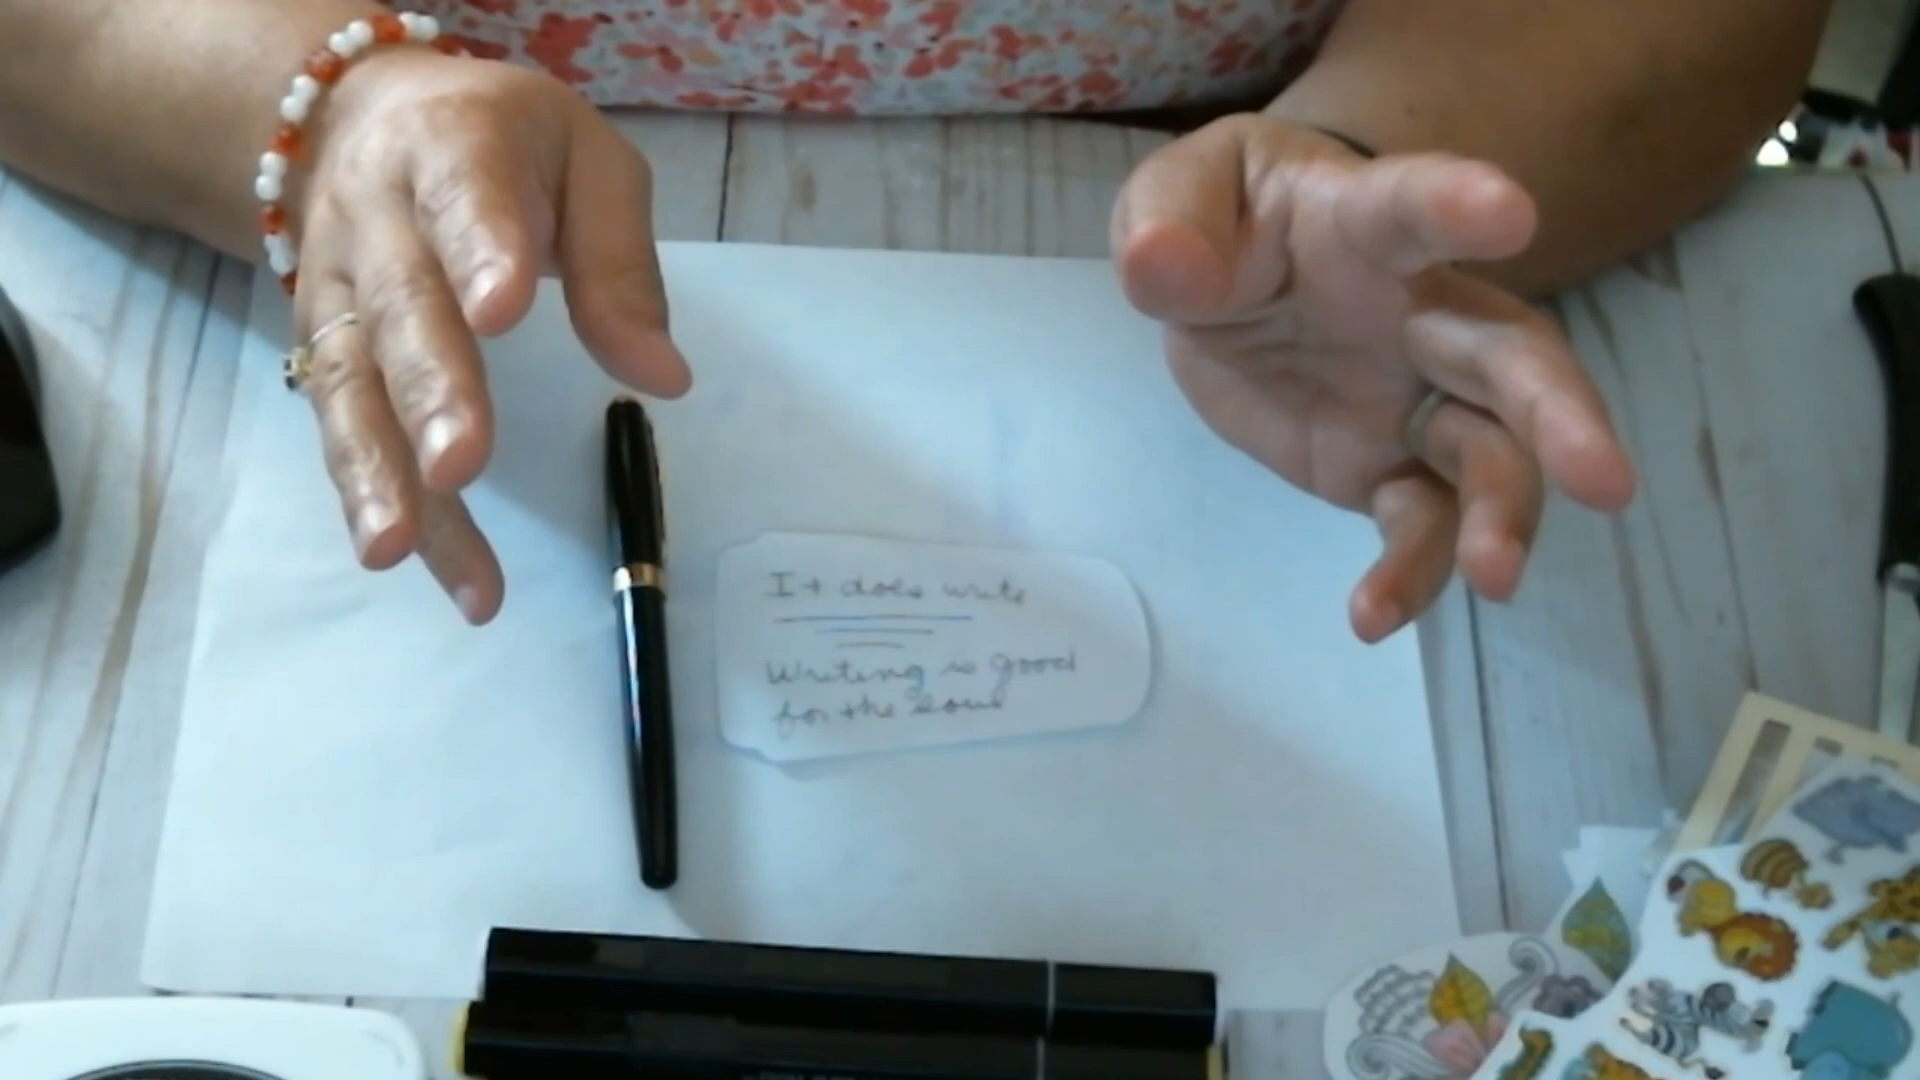 It does write
Writing is good
for the soul